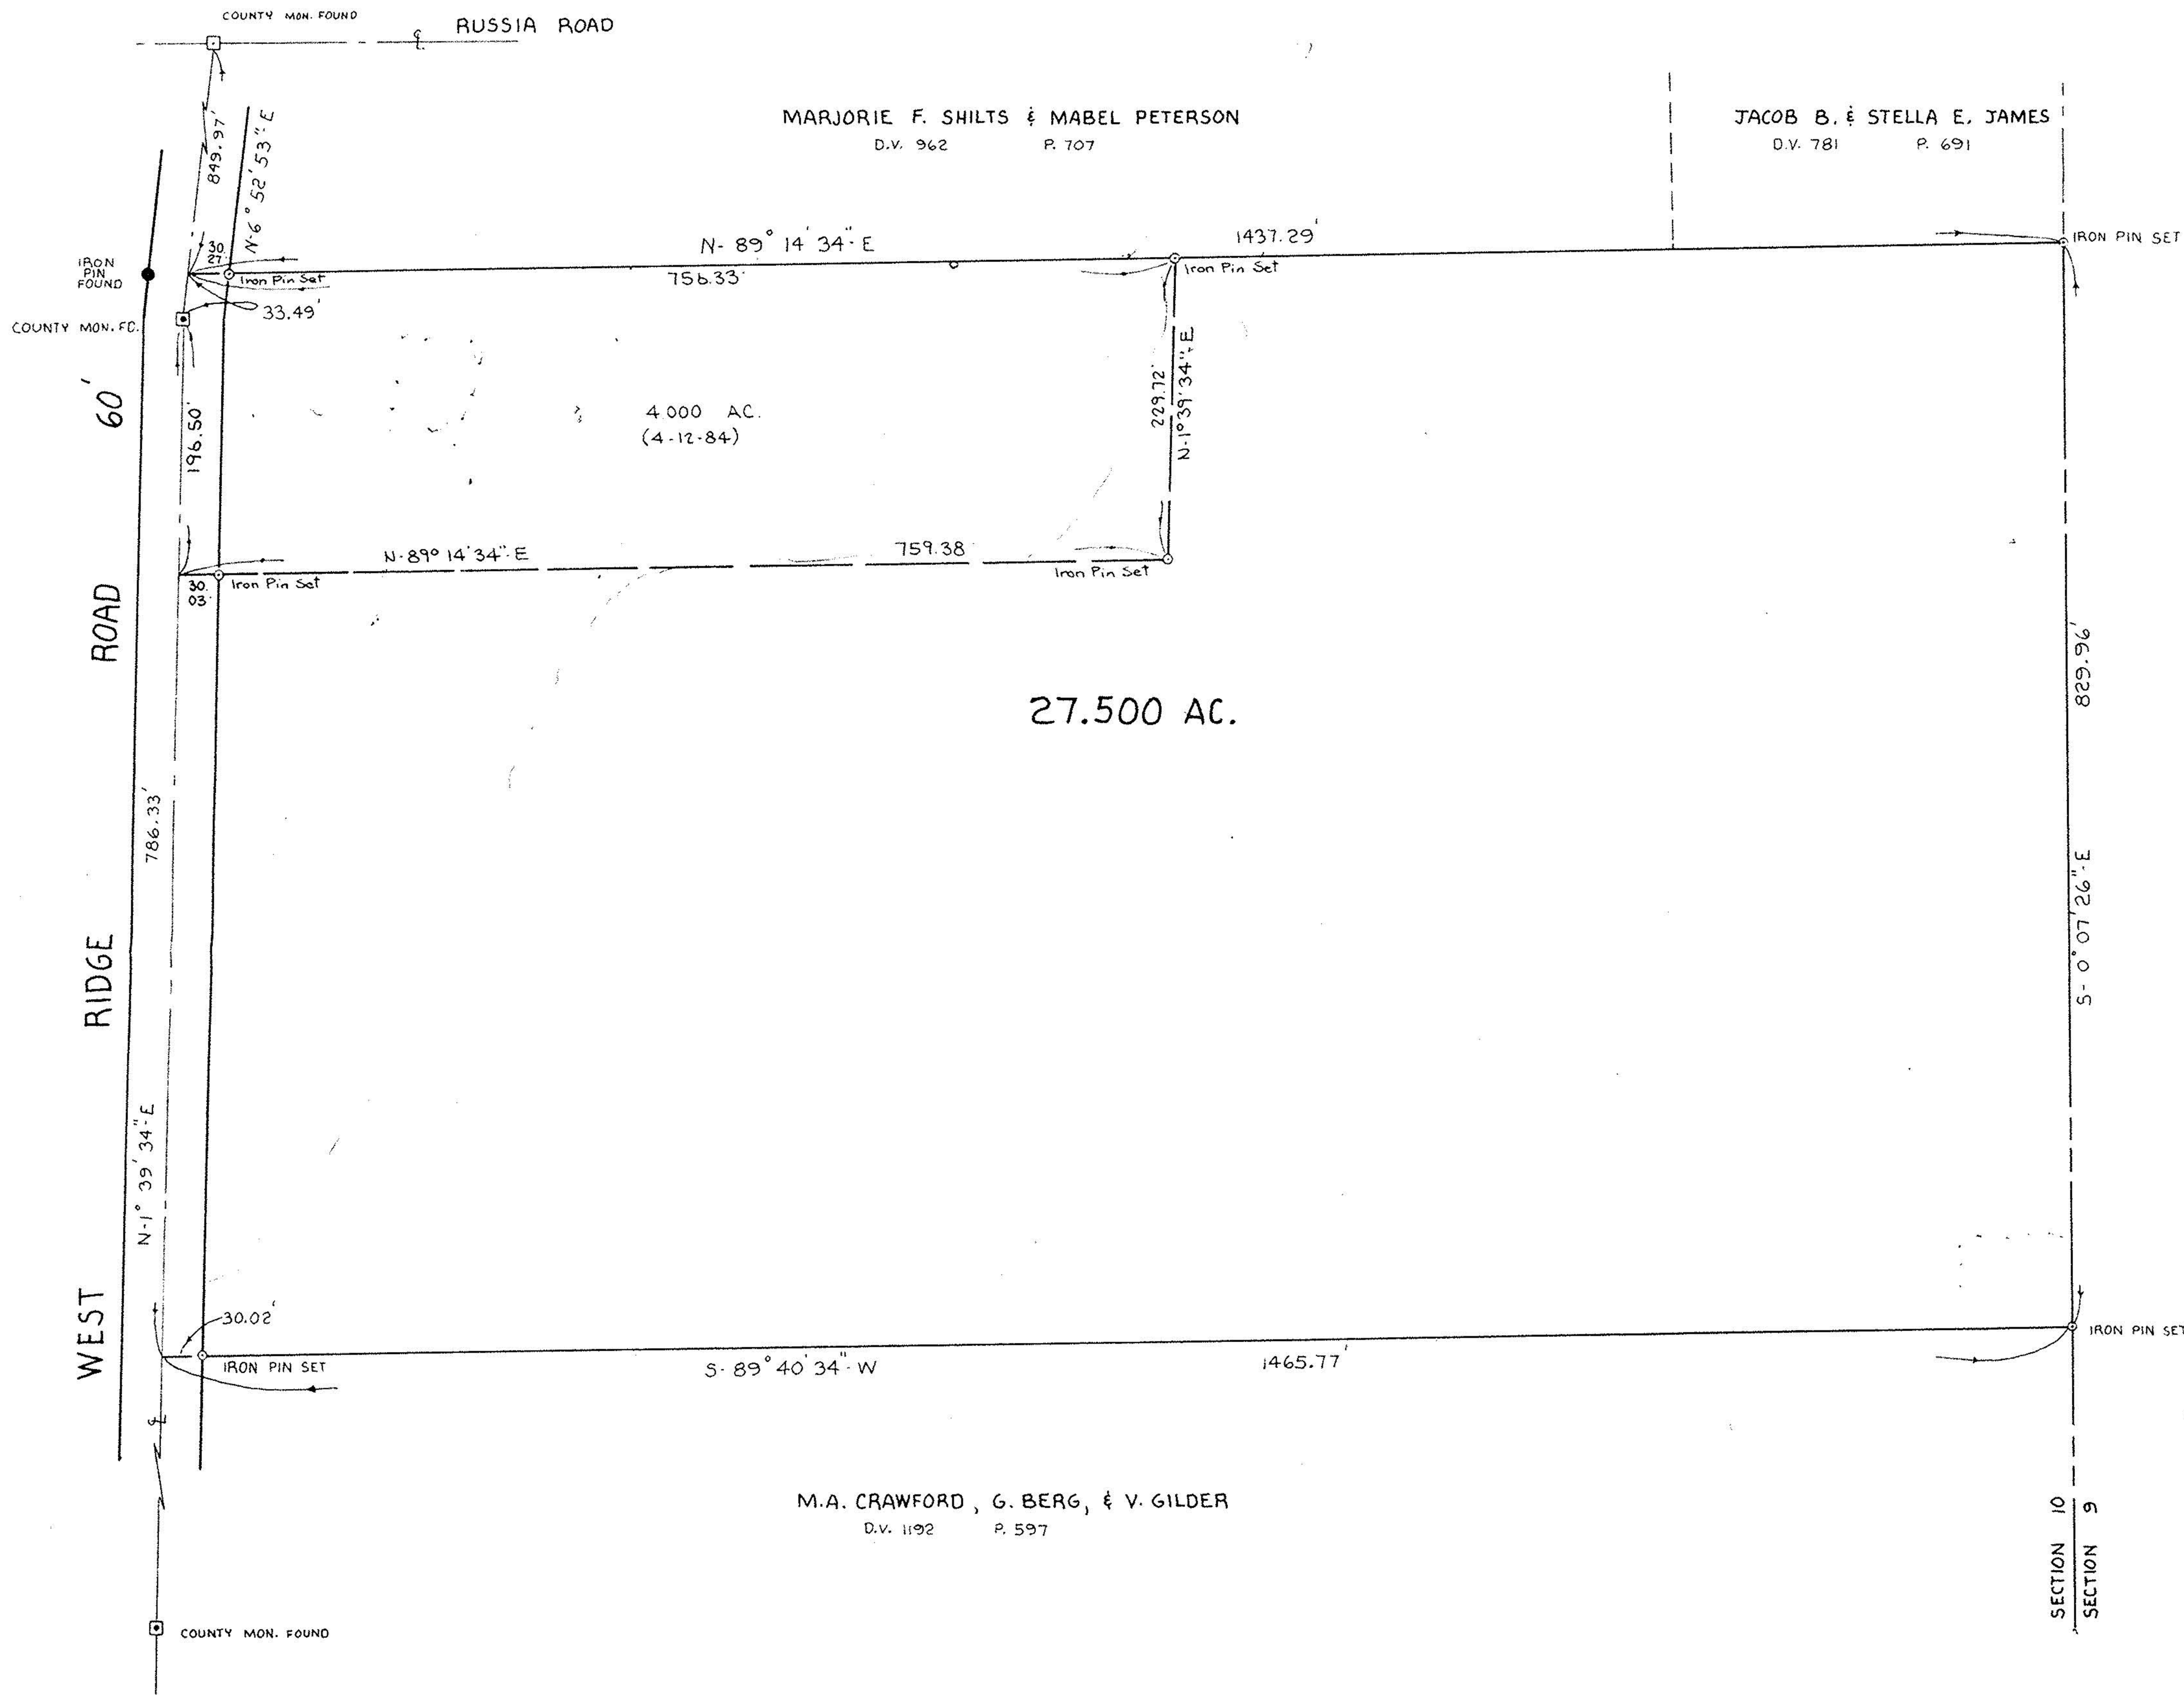 COUNTY MON. FOUND
RUSSIA ROAD
MARJORIE F. SHILTS & MABEL PETERSON
D.V. 962 P. 707
JACOB B. & STELLA E. JAMES
D.V. 781 P. 691
849.97'
N-6° 52' 53"-E
N-89° 14' 34"-E
1437.29'
IRON PIN SET
30.
27
IRON
PIN
FOUND
Iron Pin Set
756.33'
Iron Pin Set
33.49'
COUNTY MON. FD.
60'
196.50'
4.000 AC.
(4-12-84)
229.72'
N-1° 39' 34"-E
N-89° 14' 34"-E
759.38
30.
03'
Iron Pin Set
Iron Pin Set
ROAD
829.96'
27.500 AC.
786.33'
S-0° 07' 26"-E
RIDGE
N-1° 39' 34"-E
WEST
30.02'
IRON PIN SET
S-89° 40' 34"-W
1465.77'
IRON PIN SET
M.A. CRAWFORD, G. BERG, & V. GILDER
D.V. 1192 P. 597
SECTION 10
SECTION 9
COUNTY MON. FOUND